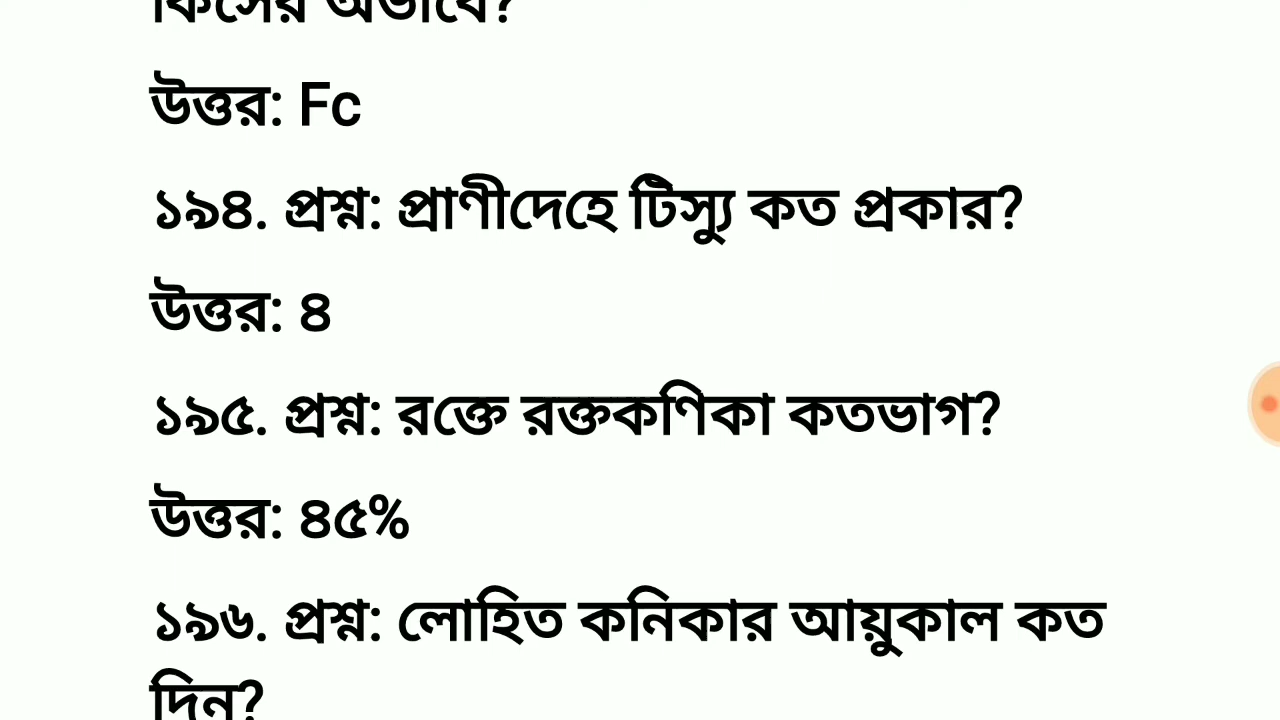 কিসের অভাবে?
উত্তর: Fc
১৯৪. প্রশ্ন: প্রাণীদেহে টিস্যু কত প্রকার?
উত্তর: ৪
১৯৫. প্রশ্ন: রক্তে রক্তকণিকা কতভাগ?
উত্তর: ৪৫%
১৯৬. প্রশ্ন: লোহিত কনিকার আয়ুকাল কত
দিন?